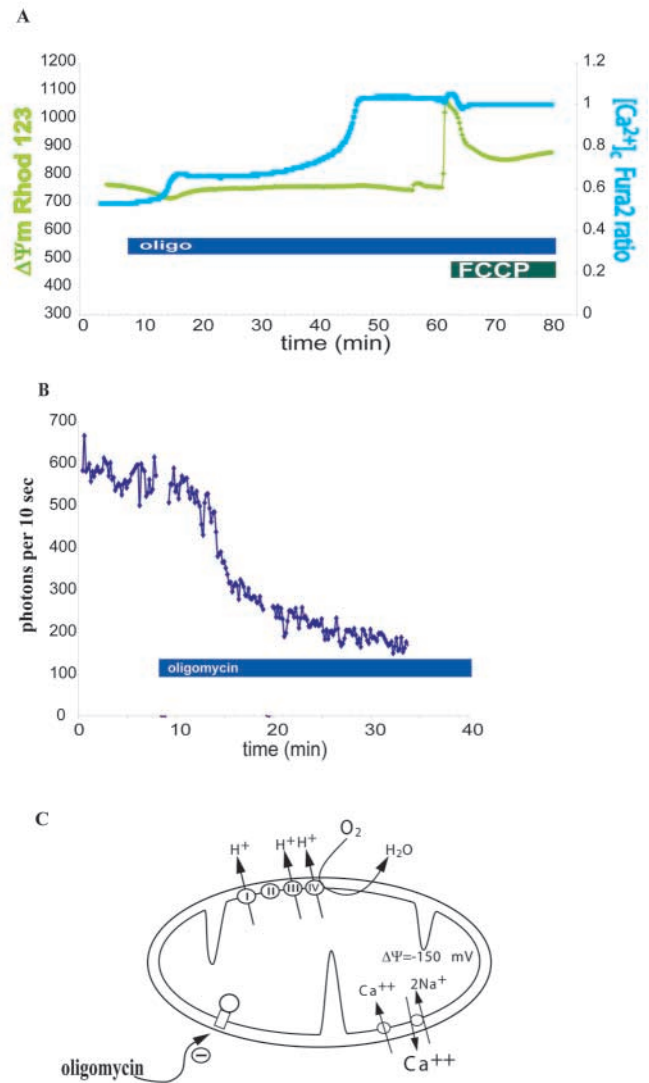 A
1200
1100
1000
900
800
700
600
500
400
300
ΔΨm Rhod 123
1.2
1
0.8
0.6
0.4
0.2
0
[Ca²⁺]c Fura2 ratio
oligo
FCCP
0 10 20 30 40 50 60 70 80
time (min)
B
700
600
500
400
300
200
100
0
photons per 10 sec
oligomycin
0 10 20 30 40
time (min)
C
H⁺ H⁺H⁺ O₂ H₂O
I II III IV
ΔΨ=-150 mV
Ca⁺⁺ 2Na⁺
Ca⁺⁺
oligomycin
−